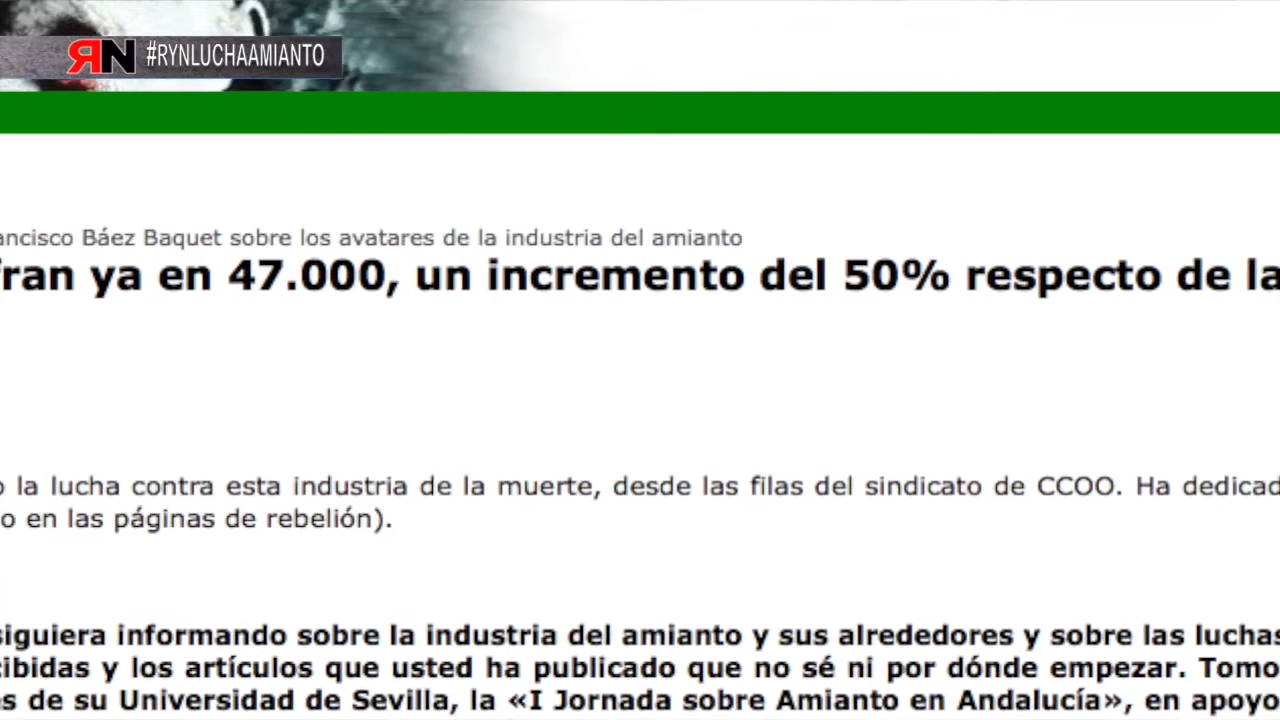 RN #RYNLUCHAAMIANTO
ancisco Báez Baquet sobre los avatares de la industria del amianto
fran ya en 47.000, un incremento del 50% respecto de la
o la lucha contra esta industria de la muerte, desde las filas del sindicato de CCOO. Ha dedicad
o en las páginas de rebelión).
siguiera informando sobre la industria del amianto y sus alrededores y sobre las luchas
cibidas y los artículos que usted ha publicado que no sé ni por dónde empezar. Tomo
s de su Universidad de Sevilla, la «I Jornada sobre Amianto en Andalucía», en apoyo